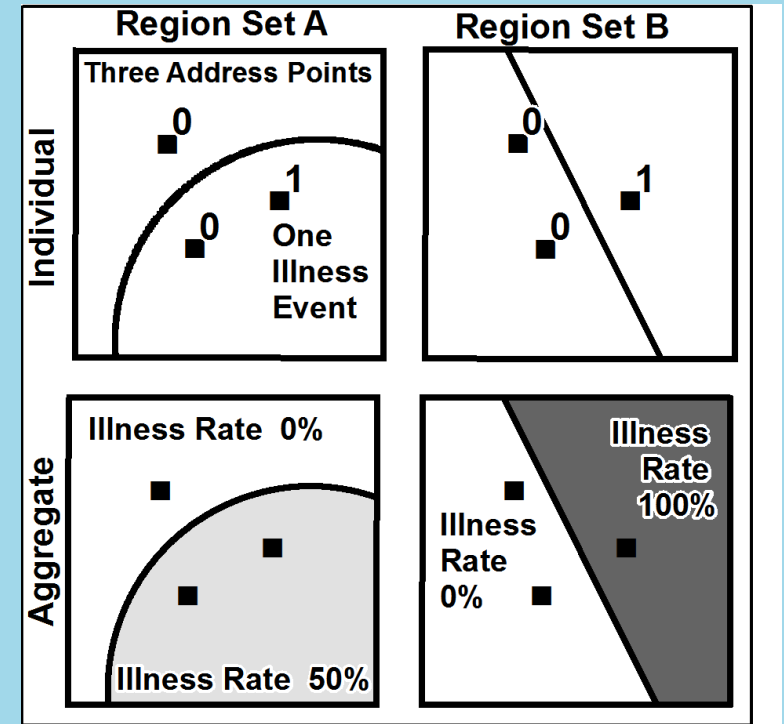 Region Set A
Region Set B
Individual
Three Address Points
0
1
0
One
Illness
Event
0
1
0
Aggregate
Illness Rate 0%
Illness Rate 50%
Illness
Rate
100%
Illness
Rate
0%